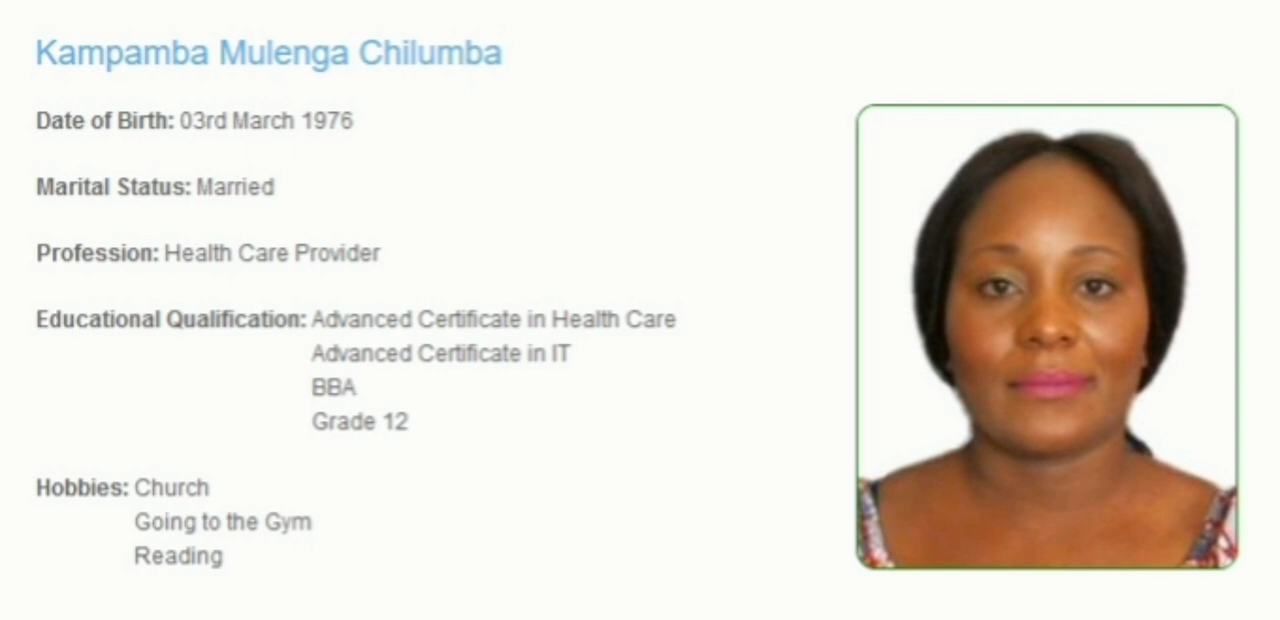 Kampamba Mulenga Chilumba
Date of Birth: 03rd March 1976
Marital Status: Married
Profession: Health Care Provider
Educational Qualification: Advanced Certificate in Health Care
Advanced Certificate in IT
BBA
Grade 12
Hobbies: Church
Going to the Gym
Reading